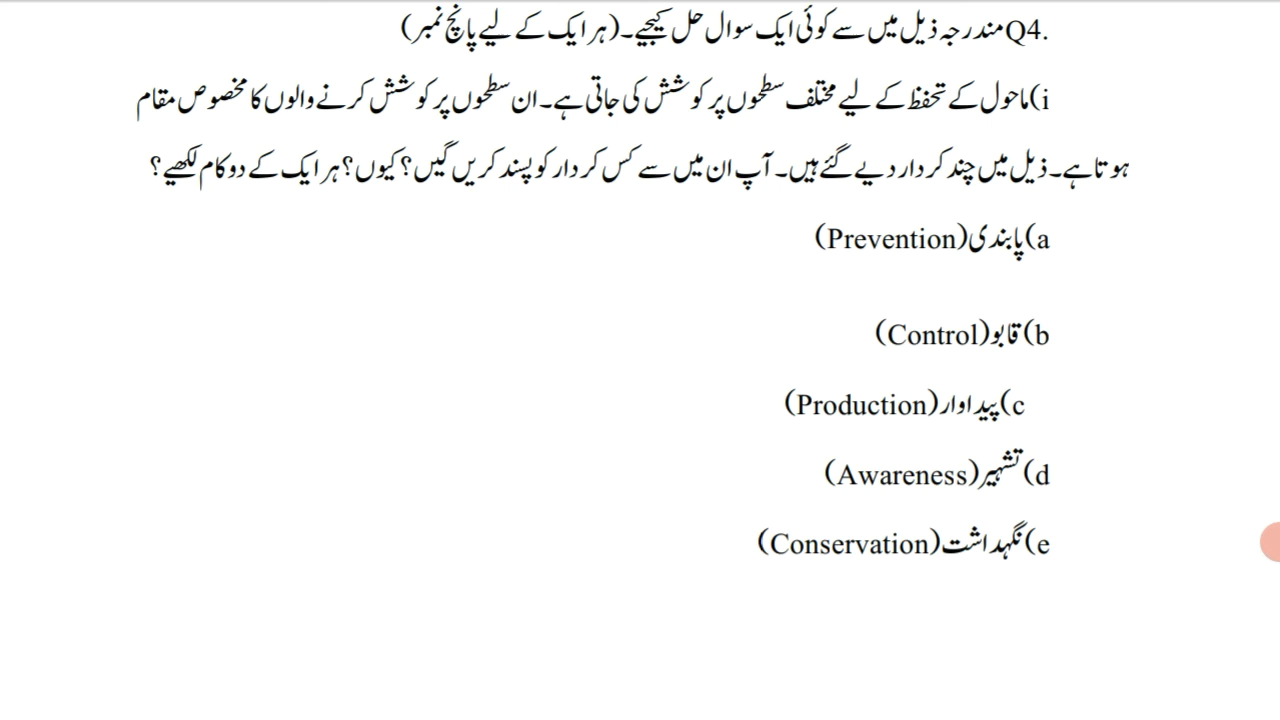 Q4. مندرجہ ذیل میں سے کوئی ایک سوال حل کیجیے۔ (ہر ایک کے لیے پانچ نمبر)
i) ماحول کے تحفظ کے لیے مختلف سطحوں پر کوشش کی جاتی ہے۔ ان سطحوں پر کوشش کرنے والوں کا مخصوص مقام
ہوتا ہے۔ ذیل میں چند کردار دیے گئے ہیں۔ آپ ان میں سے کس کردار کو پسند کریں گیں؟ کیوں؟ ہر ایک کے دو کام لکھیے؟
a) پابندی (Prevention)
b) قابو (Control)
c) پیداوار (Production)
d) تشہیر (Awareness)
e) نگہداشت (Conservation)